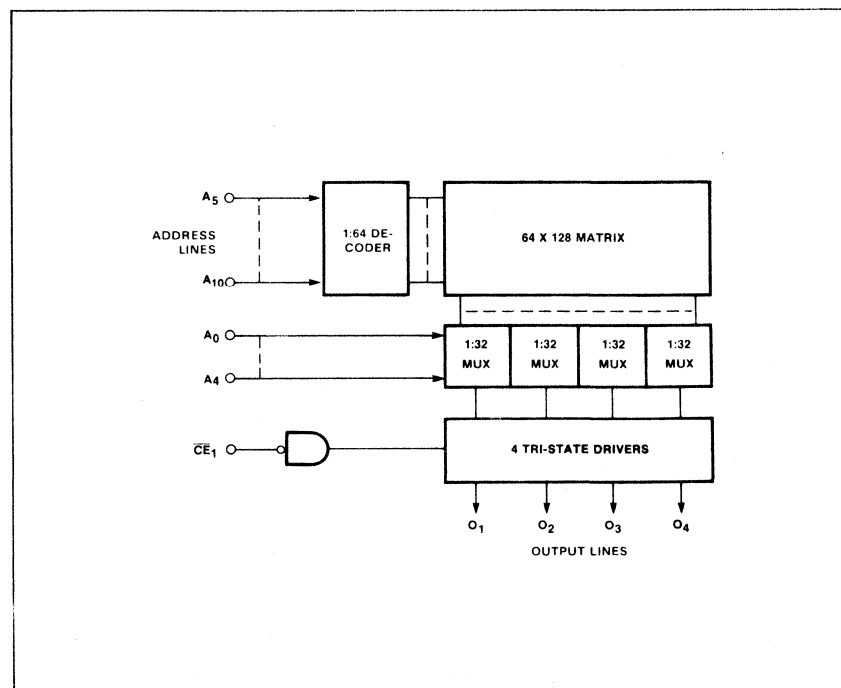 A5
ADDRESS
LINES
A10
1:64 DE-
CODER
64 X 128 MATRIX
A0
A4
1:32
MUX
1:32
MUX
1:32
MUX
1:32
MUX
CE1
4 TRI-STATE DRIVERS
O1
O2
O3
O4
OUTPUT LINES